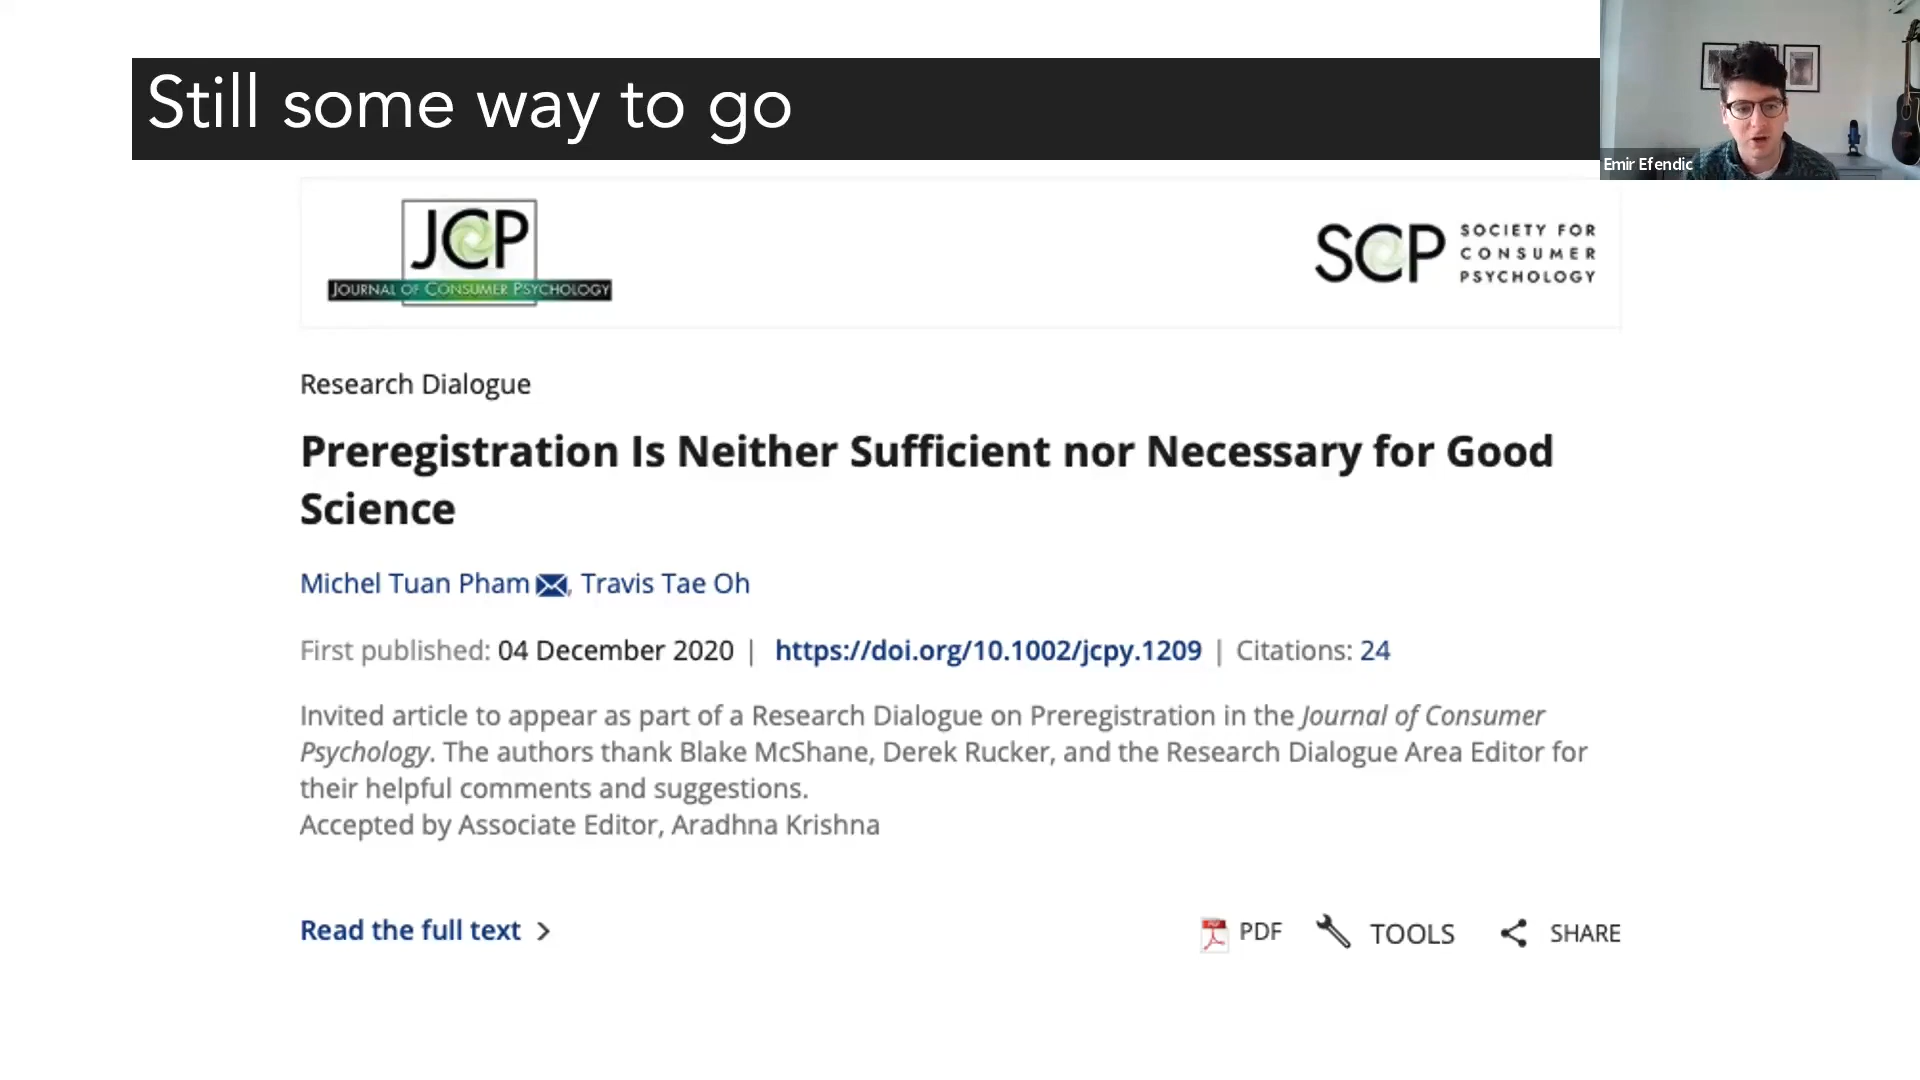 Still some way to go
Emir Efendic
JCP
JOURNAL OF CONSUMER PSYCHOLOGY
SCP
SOCIETY FOR
CONSUMER
PSYCHOLOGY
Research Dialogue
Preregistration Is Neither Sufficient nor Necessary for Good
Science
Michel Tuan Pham, Travis Tae Oh
First published: 04 December 2020 | https://doi.org/10.1002/jcpy.1209 | Citations: 24
Invited article to appear as part of a Research Dialogue on Preregistration in the Journal of Consumer
Psychology. The authors thank Blake McShane, Derek Rucker, and the Research Dialogue Area Editor for
their helpful comments and suggestions.
Accepted by Associate Editor, Aradhna Krishna
Read the full text
PDF TOOLS SHARE